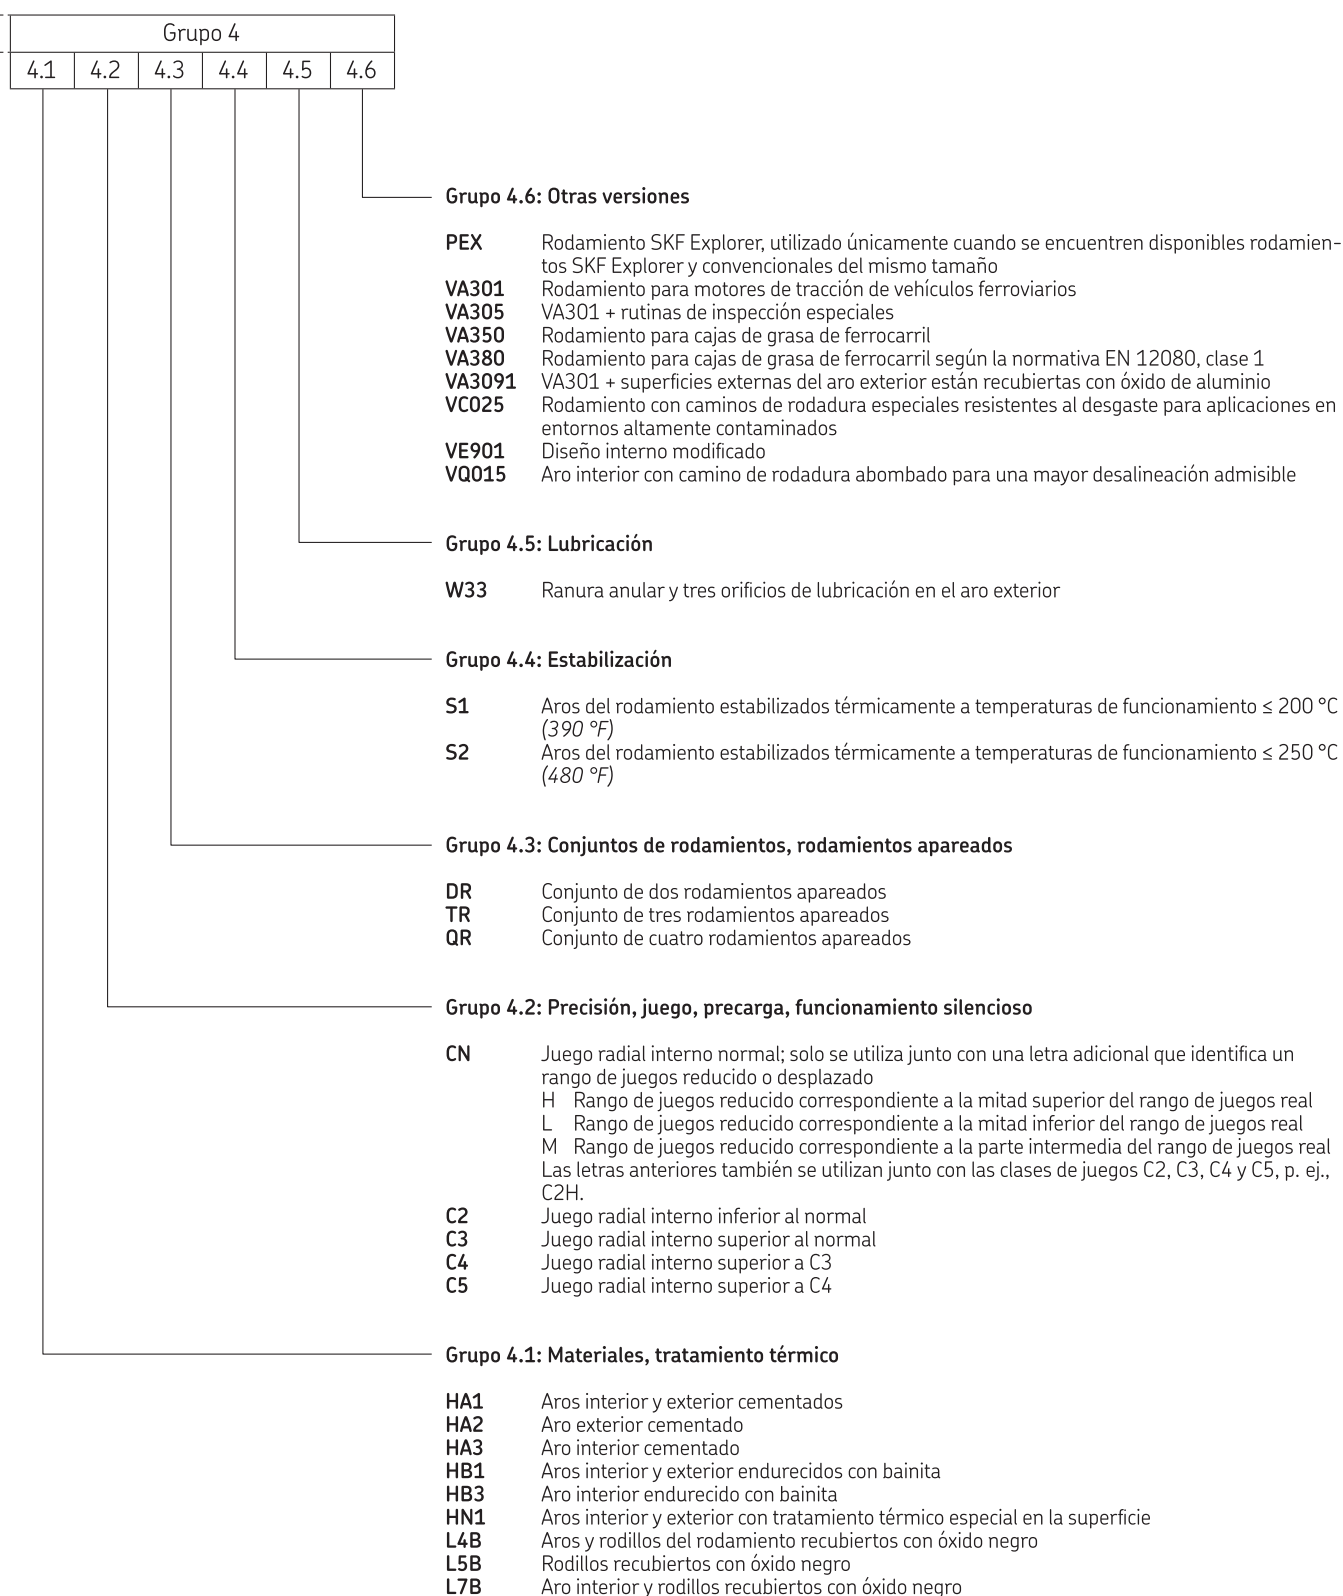 Grupo 4
4.1 4.2 4.3 4.4 4.5 4.6
Grupo 4.6: Otras versiones
PEX Rodamiento SKF Explorer, utilizado únicamente cuando se encuentren disponibles rodamien-
tos SKF Explorer y convencionales del mismo tamaño
VA301 Rodamiento para motores de tracción de vehículos ferroviarios
VA305 VA301 + rutinas de inspección especiales
VA350 Rodamiento para cajas de grasa de ferrocarril
VA380 Rodamiento para cajas de grasa de ferrocarril según la normativa EN 12080, clase 1
VA3091 VA301 + superficies externas del aro exterior están recubiertas con óxido de aluminio
VC025 Rodamiento con caminos de rodadura especiales resistentes al desgaste para aplicaciones en
entornos altamente contaminados
VE901 Diseño interno modificado
VQ015 Aro interior con camino de rodadura abombado para una mayor desalineación admisible
Grupo 4.5: Lubricación
W33 Ranura anular y tres orificios de lubricación en el aro exterior
Grupo 4.4: Estabilización
S1 Aros del rodamiento estabilizados térmicamente a temperaturas de funcionamiento ≤ 200 °C
(390 °F)
S2 Aros del rodamiento estabilizados térmicamente a temperaturas de funcionamiento ≤ 250 °C
(480 °F)
Grupo 4.3: Conjuntos de rodamientos, rodamientos apareados
DR Conjunto de dos rodamientos apareados
TR Conjunto de tres rodamientos apareados
QR Conjunto de cuatro rodamientos apareados
Grupo 4.2: Precisión, juego, precarga, funcionamiento silencioso
CN Juego radial interno normal; solo se utiliza junto con una letra adicional que identifica un
rango de juegos reducido o desplazado
H Rango de juegos reducido correspondiente a la mitad superior del rango de juegos real
L Rango de juegos reducido correspondiente a la mitad inferior del rango de juegos real
M Rango de juegos reducido correspondiente a la parte intermedia del rango de juegos real
Las letras anteriores también se utilizan junto con las clases de juegos C2, C3, C4 y C5, p. ej.,
C2H.
C2 Juego radial interno inferior al normal
C3 Juego radial interno superior al normal
C4 Juego radial interno superior a C3
C5 Juego radial interno superior a C4
Grupo 4.1: Materiales, tratamiento térmico
HA1 Aros interior y exterior cementados
HA2 Aro exterior cementado
HA3 Aro interior cementado
HB1 Aros interior y exterior endurecidos con bainita
HB3 Aro interior endurecido con bainita
HN1 Aros interior y exterior con tratamiento térmico especial en la superficie
L4B Aros y rodillos del rodamiento recubiertos con óxido negro
L5B Rodillos recubiertos con óxido negro
L7B Aro interior y rodillos recubiertos con óxido negro